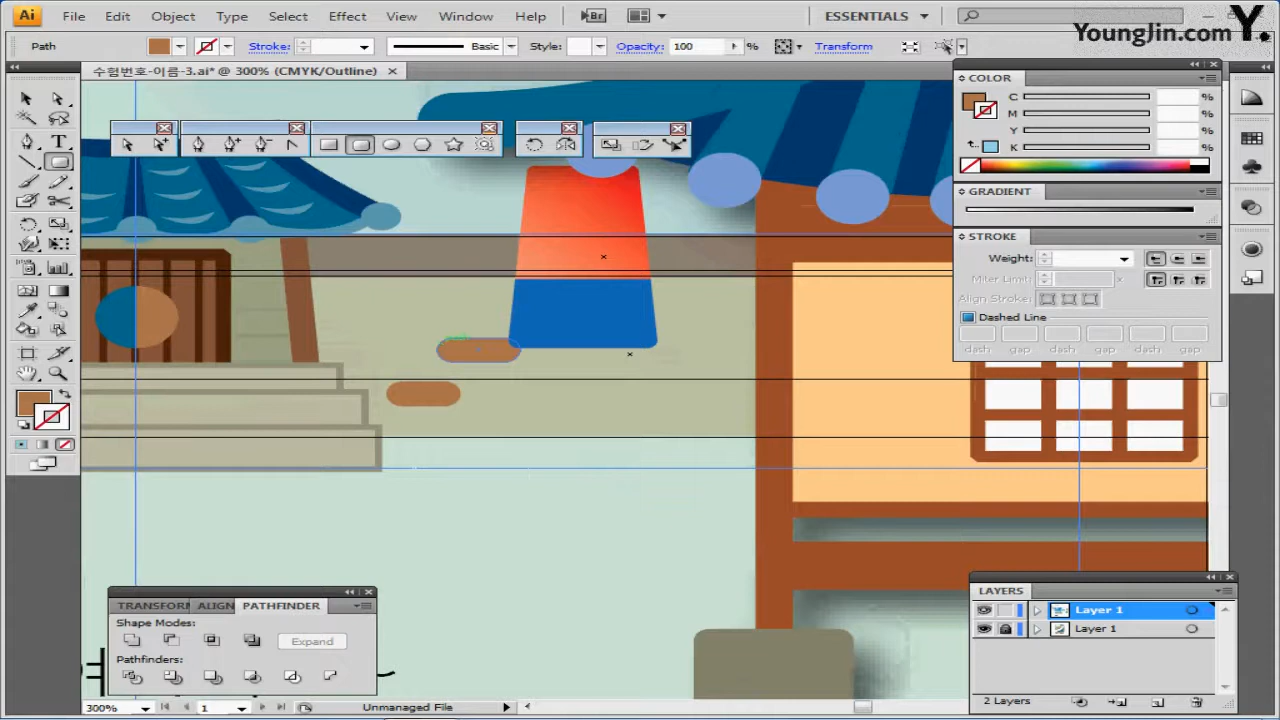 Ai File Edit Object Type Select Effect View Window Help Br ESSENTIALS
YoungJin.com Y.
Path Stroke: Basic Style: Opacity: 100 % Transform
수험번호-이름-3.ai* @ 300% (CMYK/Outline)
COLOR
C %
M %
Y %
K %
GRADIENT
STROKE
Weight:
Miter Limit: x
Align Stroke:
Dashed Line
dash gap dash gap dash gap
TRANSFORM ALIGN PATHFINDER
Shape Modes:
Expand
Pathfinders:
LAYERS
Layer 1
Layer 1
2 Layers
300% 1 Unmanaged File